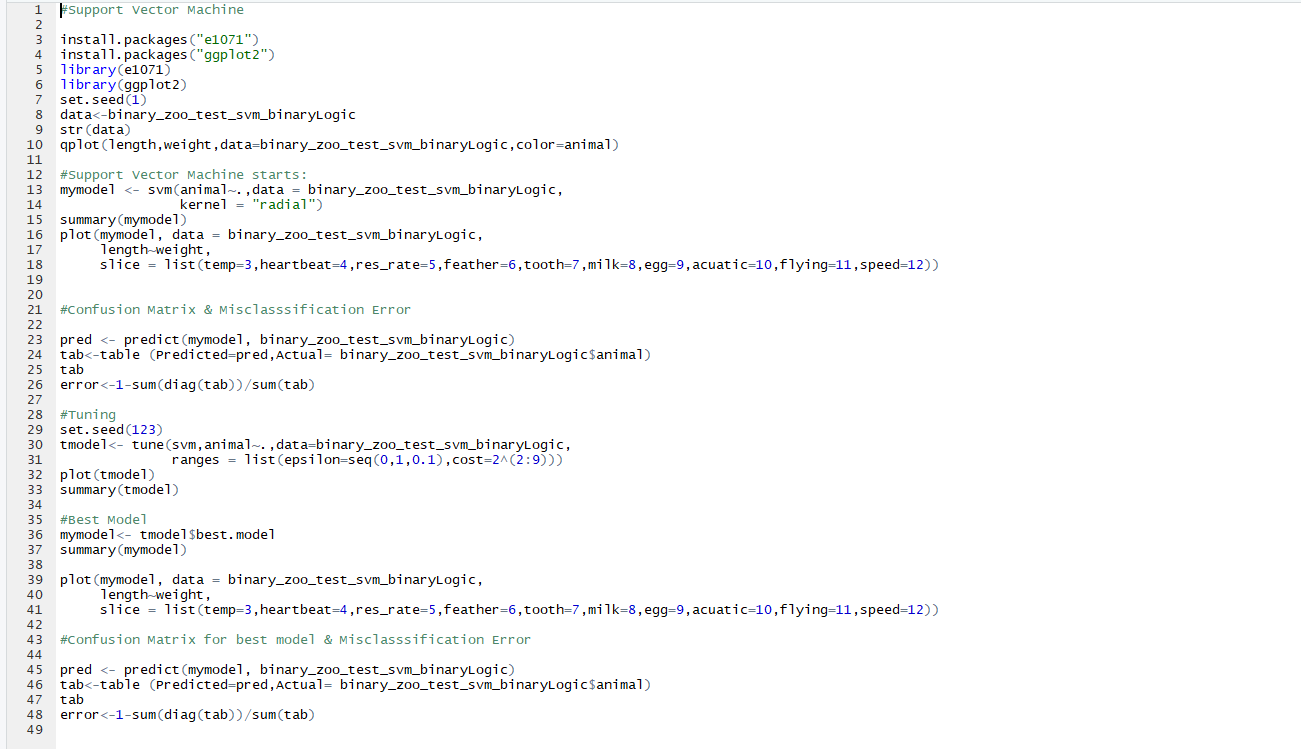 1 #Support Vector Machine
2
3 install.packages("e1071")
4 install.packages("ggplot2")
5 library(e1071)
6 library(ggplot2)
7 set.seed(1)
8 data<-binary_zoo_test_svm_binaryLogic
9 str(data)
10 qplot(length,weight,data=binary_zoo_test_svm_binaryLogic,color=animal)
11
12 #Support Vector Machine starts:
13 mymodel <- svm(animal~.,data = binary_zoo_test_svm_binaryLogic,
14 kernel = "radial")
15 summary(mymodel)
16 plot(mymodel, data = binary_zoo_test_svm_binaryLogic,
17 length~weight,
18 slice = list(temp=3,heartbeat=4,res_rate=5,feather=6,tooth=7,milk=8,egg=9,acuatic=10,flying=11,speed=12))
19
20
21 #Confusion Matrix & Misclasssification Error
22
23 pred <- predict(mymodel, binary_zoo_test_svm_binaryLogic)
24 tab<-table (Predicted=pred,Actual= binary_zoo_test_svm_binaryLogic$animal)
25 tab
26 error<-1-sum(diag(tab))/sum(tab)
27
28 #Tuning
29 set.seed(123)
30 tmodel<- tune(svm,animal~.,data=binary_zoo_test_svm_binaryLogic,
31 ranges = list(epsilon=seq(0,1,0.1),cost=2^(2:9)))
32 plot(tmodel)
33 summary(tmodel)
34
35 #Best Model
36 mymodel<- tmodel$best.model
37 summary(mymodel)
38
39 plot(mymodel, data = binary_zoo_test_svm_binaryLogic,
40 length~weight,
41 slice = list(temp=3,heartbeat=4,res_rate=5,feather=6,tooth=7,milk=8,egg=9,acuatic=10,flying=11,speed=12))
42
43 #Confusion Matrix for best model & Misclasssification Error
44
45 pred <- predict(mymodel, binary_zoo_test_svm_binaryLogic)
46 tab<-table (Predicted=pred,Actual= binary_zoo_test_svm_binaryLogic$animal)
47 tab
48 error<-1-sum(diag(tab))/sum(tab)
49